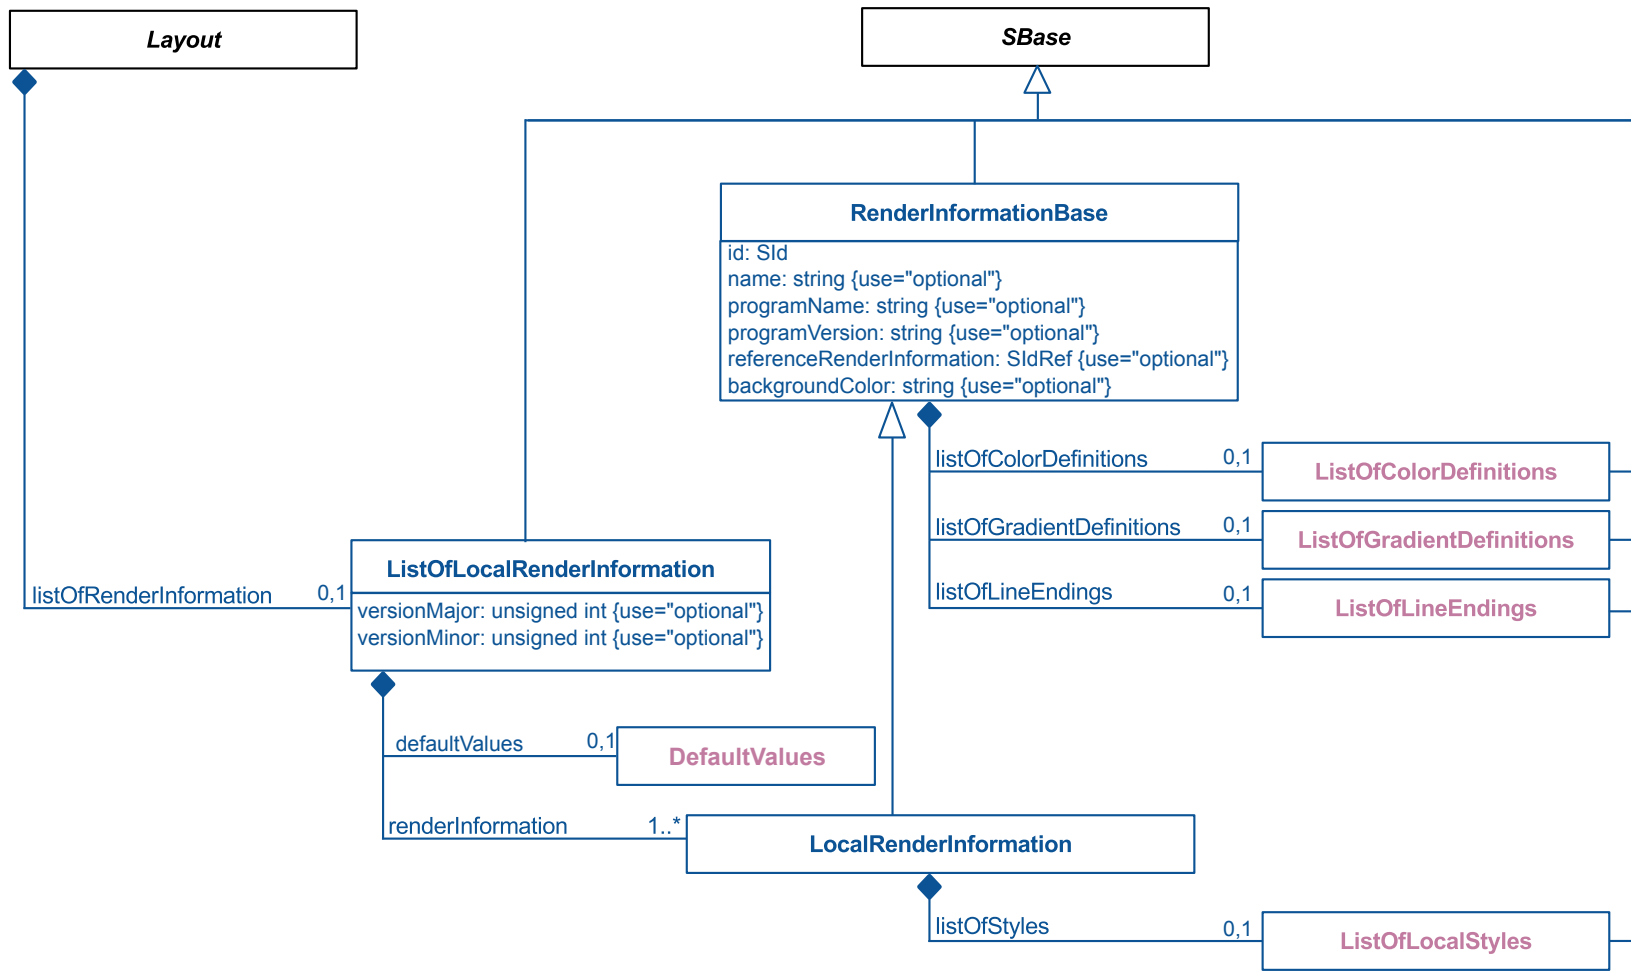 Layout
SBase
RenderInformationBase
id: SId
name: string {use="optional"}
programName: string {use="optional"}
programVersion: string {use="optional"}
referenceRenderInformation: SIdRef {use="optional"}
backgroundColor: string {use="optional"}
listOfColorDefinitions 0,1
ListOfColorDefinitions
listOfGradientDefinitions 0,1
ListOfGradientDefinitions
listOfLineEndings 0,1
ListOfLineEndings
listOfRenderInformation 0,1
ListOfLocalRenderInformation
versionMajor: unsigned int {use="optional"}
versionMinor: unsigned int {use="optional"}
defaultValues 0,1
DefaultValues
renderInformation 1..*
LocalRenderInformation
listOfStyles 0,1
ListOfLocalStyles